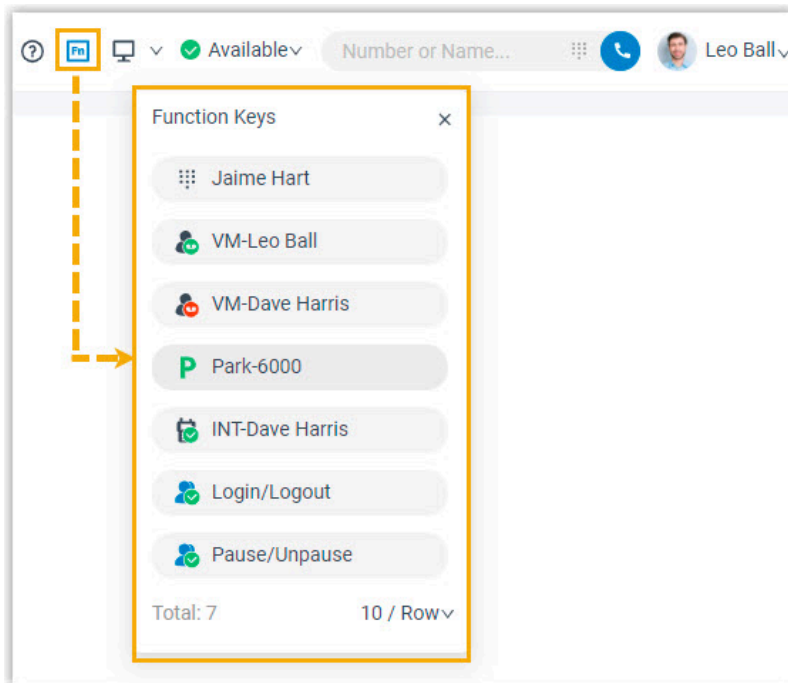 ? Fn Available Number or Name... Leo Ball
Function Keys
Jaime Hart
VM-Leo Ball
VM-Dave Harris
P Park-6000
INT-Dave Harris
Login/Logout
Pause/Unpause
Total: 7 10 / Row